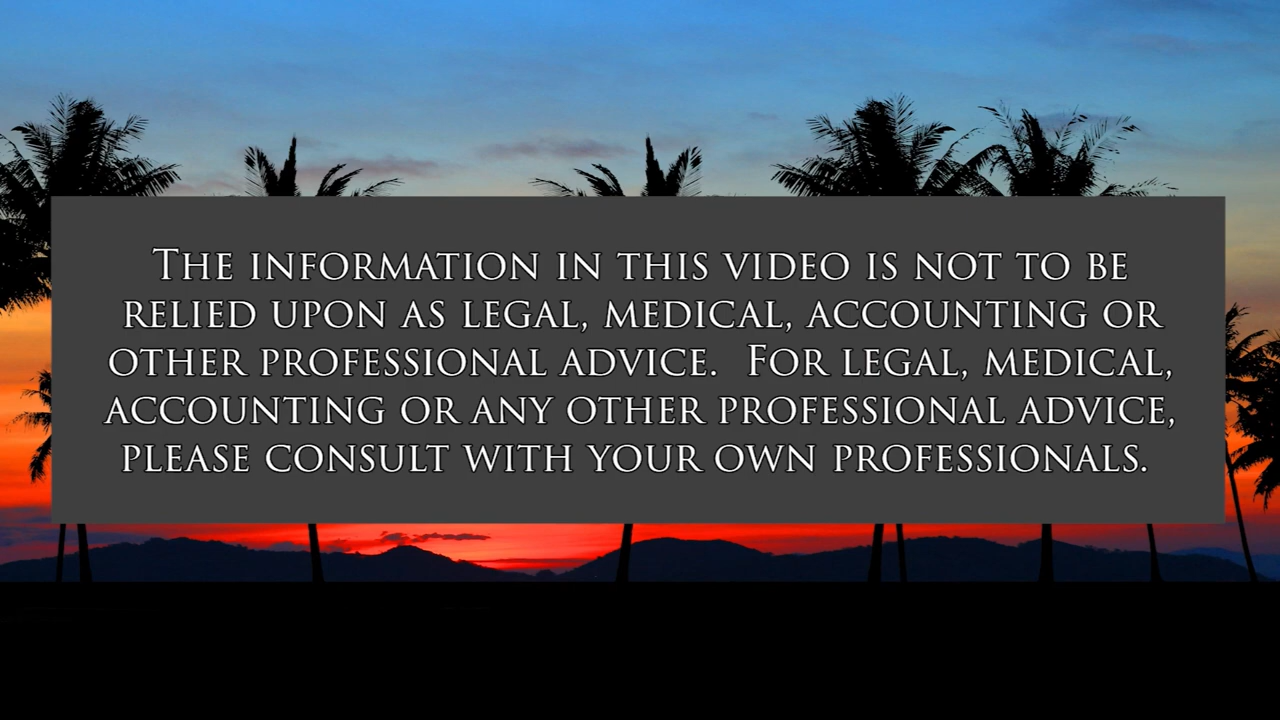 The information in this video is not to be
relied upon as legal, medical, accounting or
other professional advice.  For legal, medical,
accounting or any other professional advice,
please consult with your own professionals.